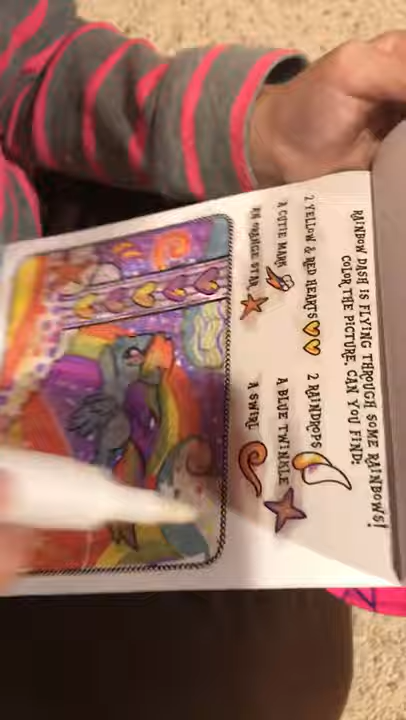 RAINBOW DASH IS FLYING THROUGH SOME RAINBOWS!
COLOR THE PICTURE. CAN YOU FIND:
2 YELLOW & RED HEARTS
A CUTIE MARK
AN ORANGE STAR
2 RAINDROPS
A BLUE TWINKLE
A SWIRL